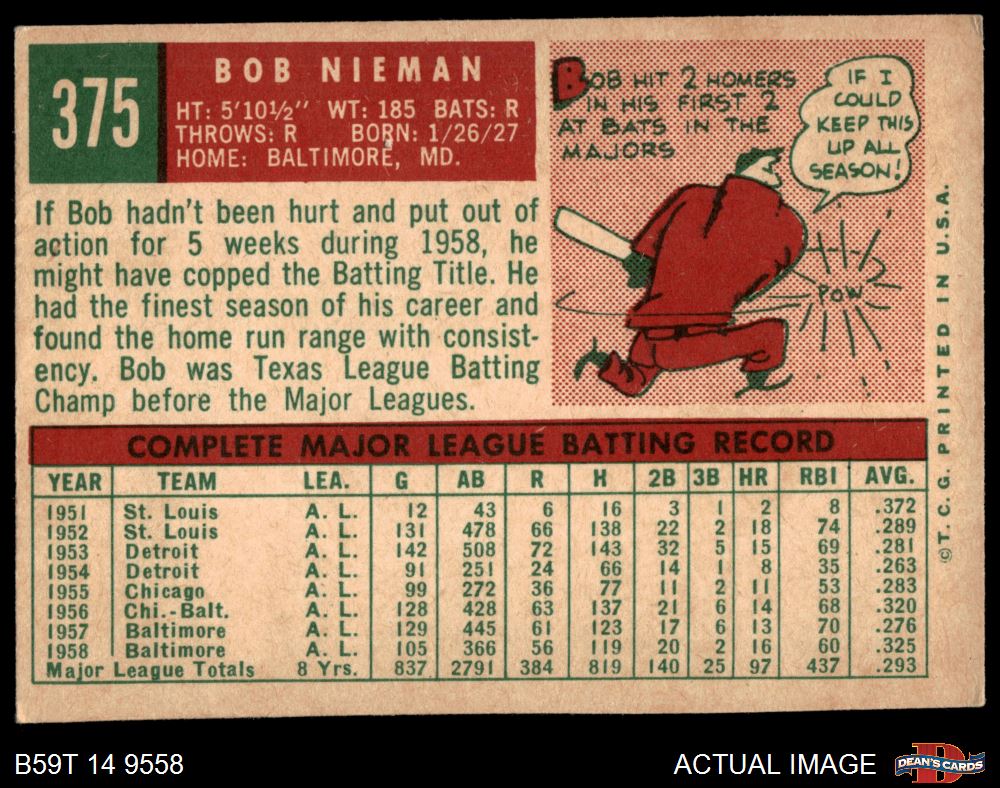 375
BOB NIEMAN
HT: 5'10½" WT: 185 BATS: R
THROWS: R BORN: 1/26/27
HOME: BALTIMORE, MD.
BOB HIT 2 HOMERS
IN HIS FIRST 2
AT BATS IN THE
MAJORS
IF I
COULD
KEEP THIS
UP ALL
SEASON!
POW
If Bob hadn't been hurt and put out of
action for 5 weeks during 1958, he
might have copped the Batting Title. He
had the finest season of his career and
found the home run range with consist-
ency. Bob was Texas League Batting
Champ before the Major Leagues.
COMPLETE MAJOR LEAGUE BATTING RECORD
YEAR TEAM LEA. G AB R H 2B 3B HR RBI AVG.
1951 St. Louis A. L. 12 43 6 16 3 1 2 8 .372
1952 St. Louis A. L. 131 478 66 138 22 2 18 74 .289
1953 Detroit A. L. 142 508 72 143 32 5 15 69 .281
1954 Detroit A. L. 91 251 24 66 14 1 8 35 .263
1955 Chicago A. L. 99 272 36 77 11 2 11 53 .283
1956 Chi.-Balt. A. L. 128 428 63 137 21 6 14 68 .320
1957 Baltimore A. L. 129 445 61 123 17 6 13 70 .276
1958 Baltimore A. L. 105 366 56 119 20 2 16 60 .325
Major League Totals 8 Yrs. 837 2791 384 819 140 25 97 437 .293
©T. C. G. PRINTED IN U.S.A.
B59T 14 9558
ACTUAL IMAGE
DEAN'S CARDS